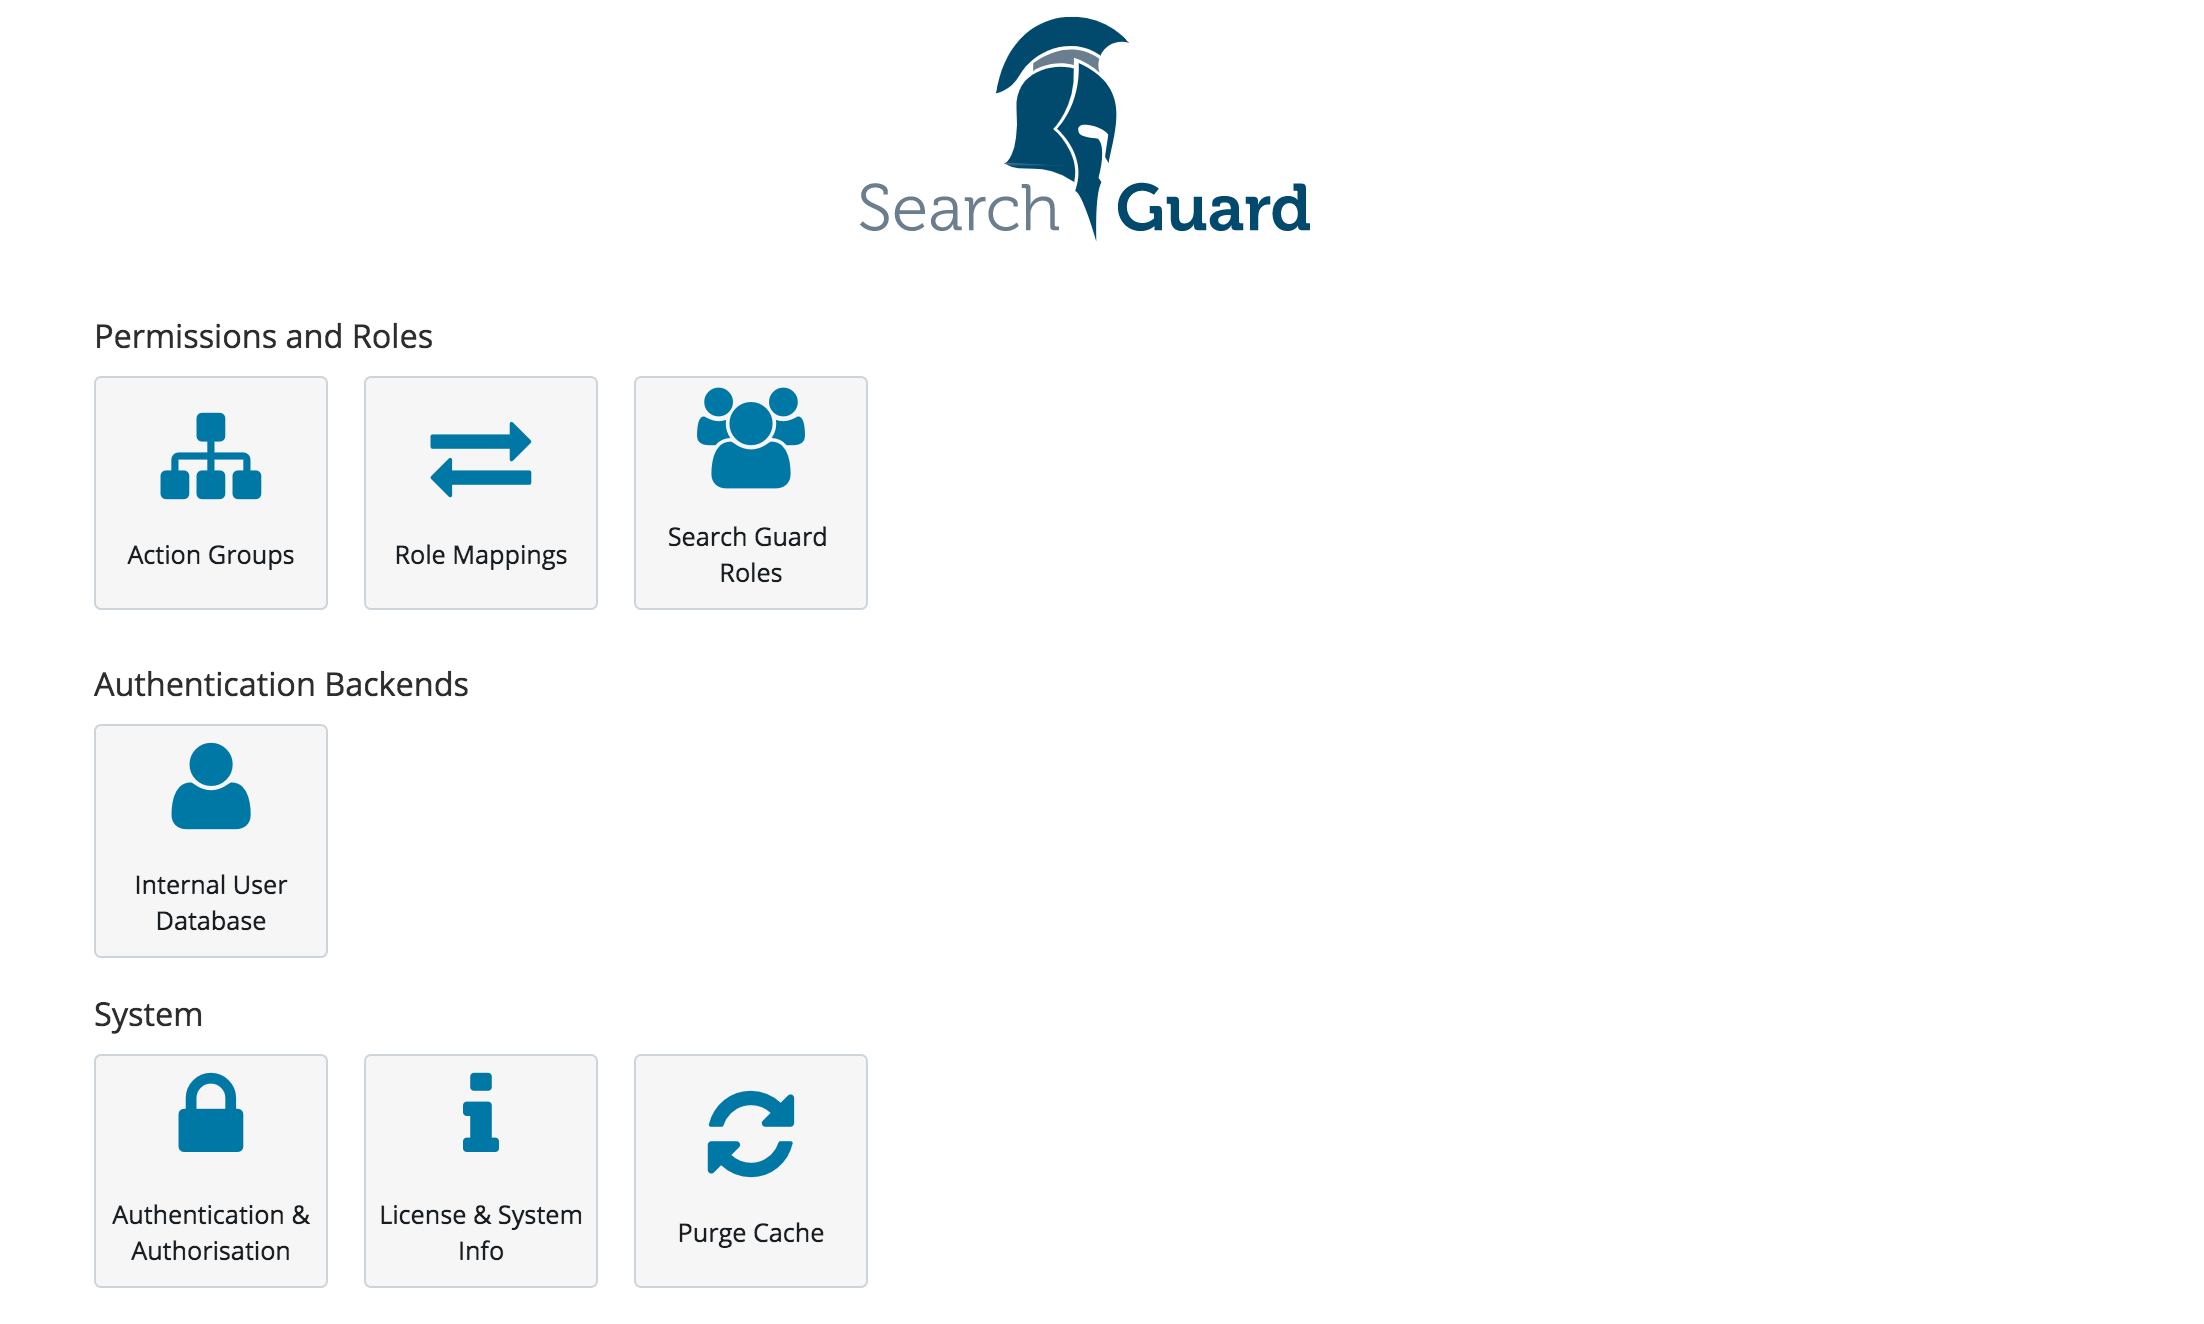 Search Guard
Permissions and Roles
Action Groups
Role Mappings
Search Guard
Roles
Authentication Backends
Internal User
Database
System
Authentication &
Authorisation
License & System
Info
Purge Cache